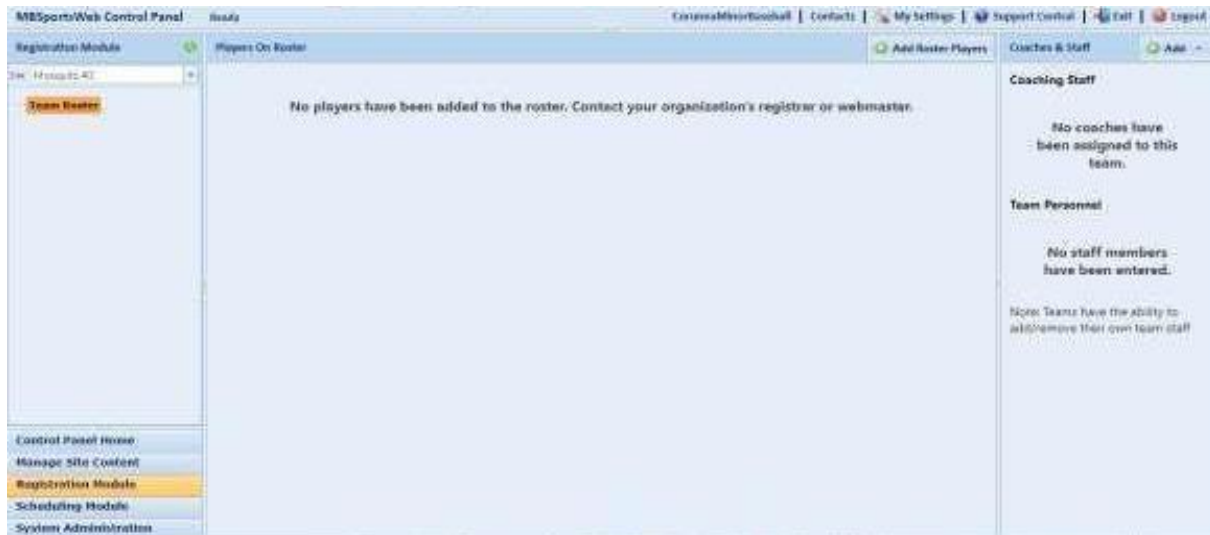 MBSportsWeb Control Panel
Ready
CorunnaMinorBaseball | Contacts | My Settings | Support Central | Exit | Logout
Registration Module
Players On Roster
Add Roster Players
Coaches & Staff
Add
Mosquito #2
Team Roster
No players have been added to the roster. Contact your organization's registrar or webmaster.
Coaching Staff
No coaches have
been assigned to this
team.
Team Personnel
No staff members
have been entered.
Note: Teams have the ability to
add/remove their own team staff
Control Panel Home
Manage Site Content
Registration Module
Scheduling Module
System Administration